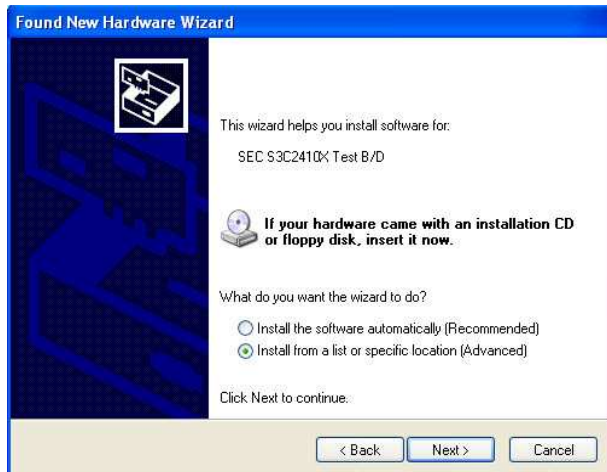 Found New Hardware Wizard
This wizard helps you install software for:
SEC S3C2410X Test B/D
If your hardware came with an installation CD
or floppy disk, insert it now.
What do you want the wizard to do?
Install the software automatically (Recommended)
Install from a list or specific location (Advanced)
Click Next to continue.
< Back
Next >
Cancel